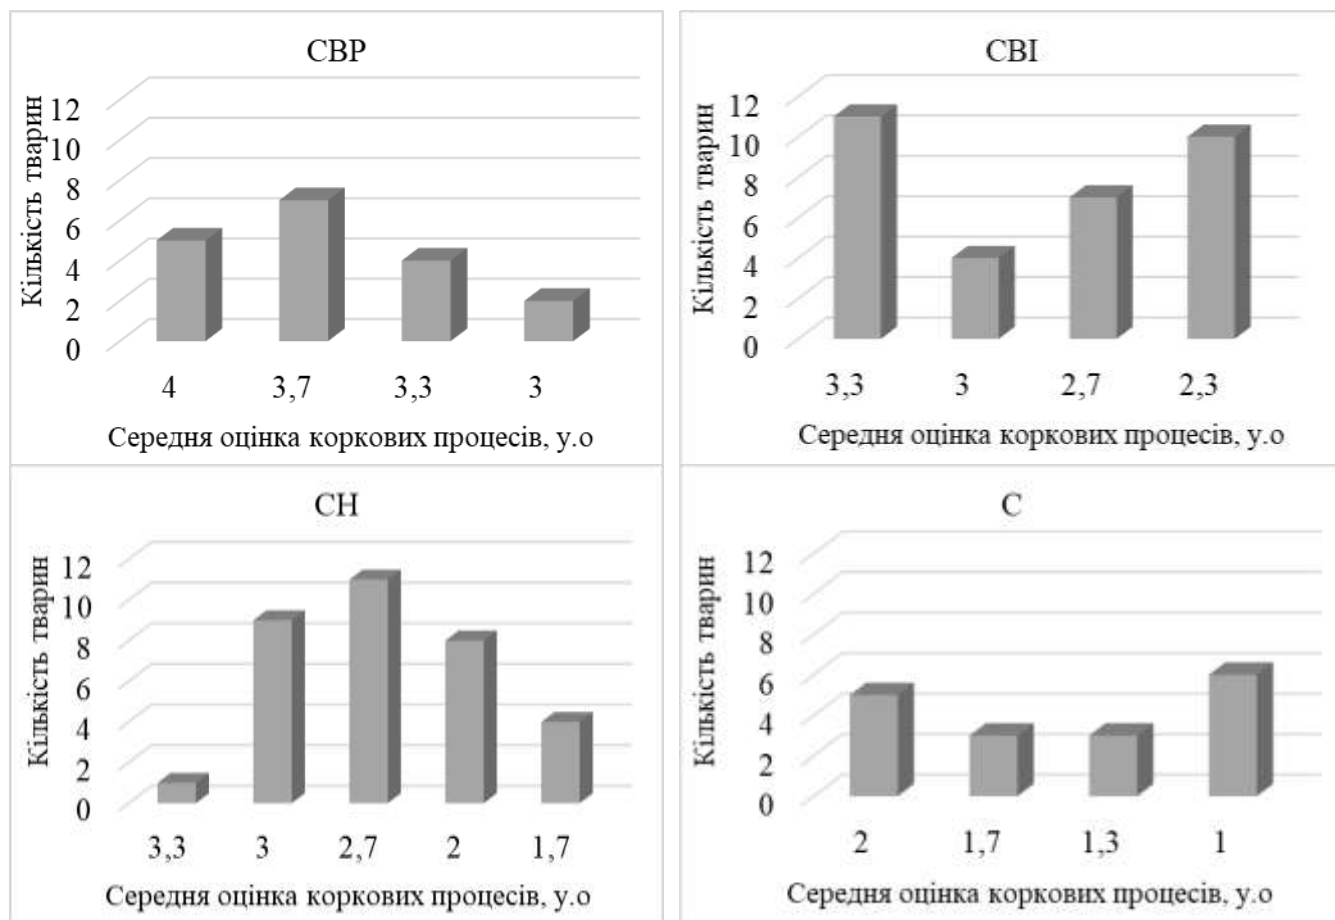 СВР
Кількість тварин
12
10
8
6
4
2
0
4 3,7 3,3 3
Середня оцінка коркових процесів, у.о
СВІ
Кількість тварин
12
10
8
6
4
2
0
3,3 3 2,7 2,3
Середня оцінка коркових процесів, у.о
СН
Кількість тварин
12
10
8
6
4
2
0
3,3 3 2,7 2 1,7
Середня оцінка коркових процесів, у.о
С
Кількість тварин
12
10
8
6
4
2
0
2 1,7 1,3 1
Середня оцінка коркових процесів, у.о